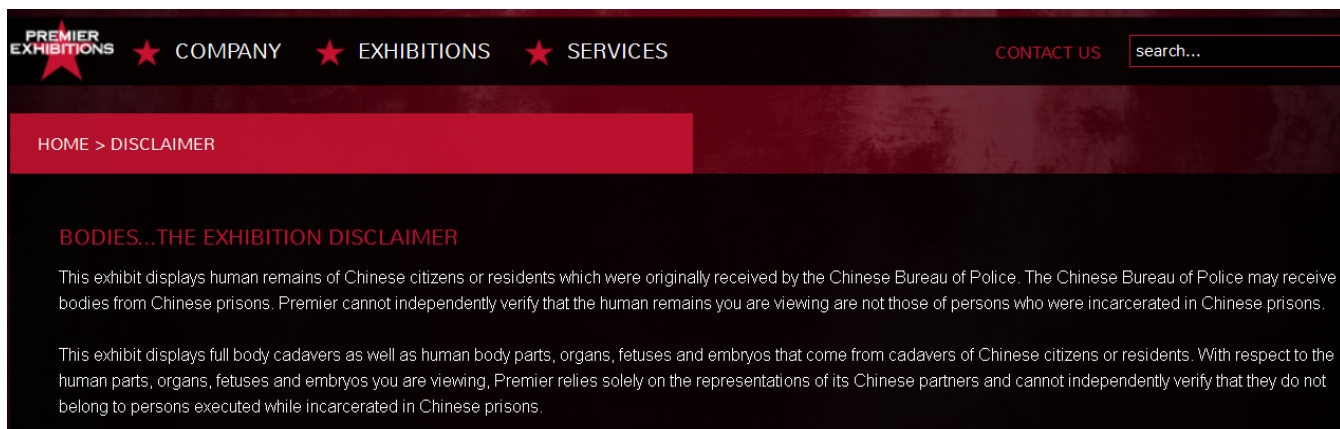 PREMIER
EXHIBITIONS
COMPANY
EXHIBITIONS
SERVICES
CONTACT US
search...
HOME > DISCLAIMER
BODIES...THE EXHIBITION DISCLAIMER
This exhibit displays human remains of Chinese citizens or residents which were originally received by the Chinese Bureau of Police. The Chinese Bureau of Police may receive
bodies from Chinese prisons. Premier cannot independently verify that the human remains you are viewing are not those of persons who were incarcerated in Chinese prisons.
This exhibit displays full body cadavers as well as human body parts, organs, fetuses and embryos that come from cadavers of Chinese citizens or residents. With respect to the
human parts, organs, fetuses and embryos you are viewing, Premier relies solely on the representations of its Chinese partners and cannot independently verify that they do not
belong to persons executed while incarcerated in Chinese prisons.